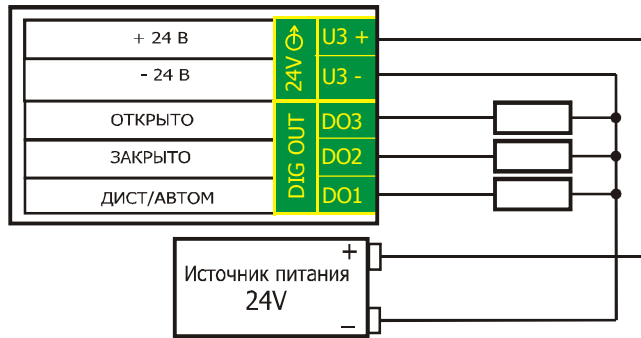 + 24 В
24V
U3 +
- 24 В
U3 -
ОТКРЫТО
DIG OUT
DO3
ЗАКРЫТО
DO2
ДИСТ/АВТОМ
DO1
+
Источник питания
24V
–